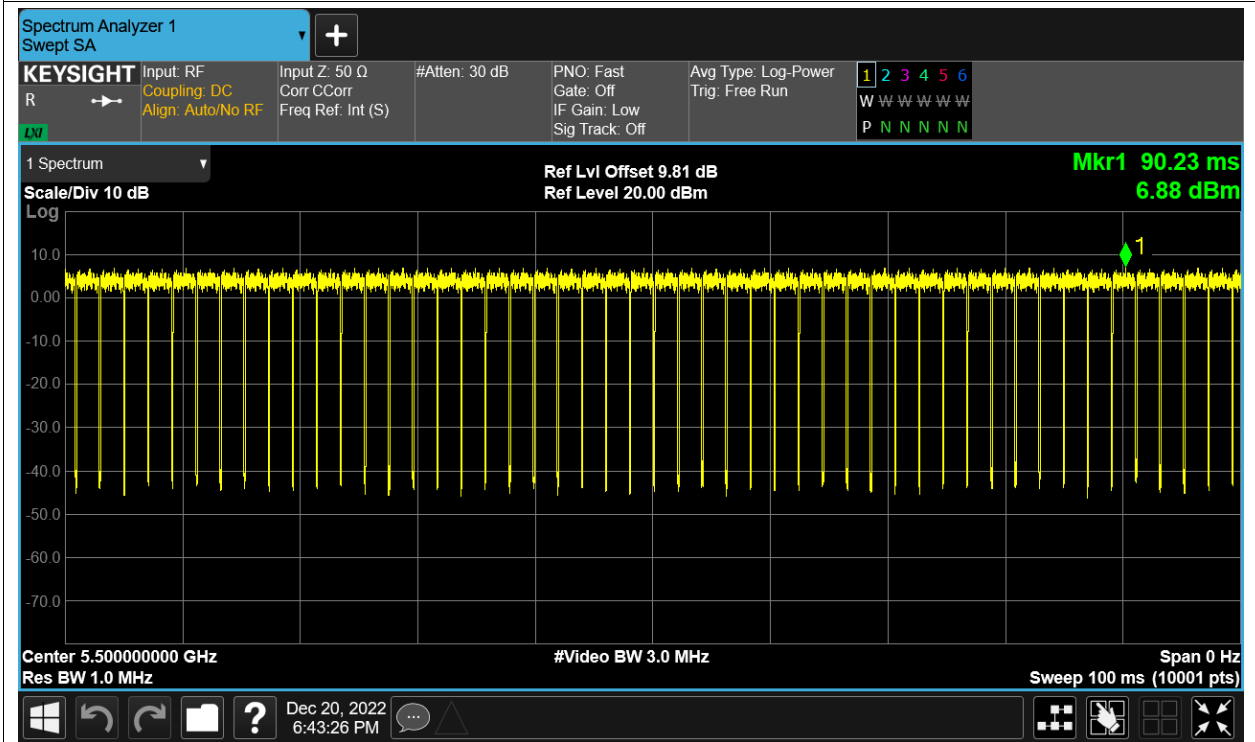 Spectrum Analyzer 1
Swept SA
KEYSIGHT
R
LXI
Input: RF
Coupling: DC
Align: Auto/No RF
Input Z: 50 Ω
Corr CCorr
Freq Ref: Int (S)
#Atten: 30 dB
PNO: Fast
Gate: Off
IF Gain: Low
Sig Track: Off
Avg Type: Log-Power
Trig: Free Run
1 2 3 4 5 6
W W W W W W
P N N N N N
1 Spectrum
Scale/Div 10 dB
Log
Ref Lvl Offset 9.81 dB
Ref Level 20.00 dBm
Mkr1 90.23 ms
6.88 dBm
1
10.0
0.00
-10.0
-20.0
-30.0
-40.0
-50.0
-60.0
-70.0
Center 5.500000000 GHz
Res BW 1.0 MHz
#Video BW 3.0 MHz
Span 0 Hz
Sweep 100 ms (10001 pts)
?
Dec 20, 2022
6:43:26 PM